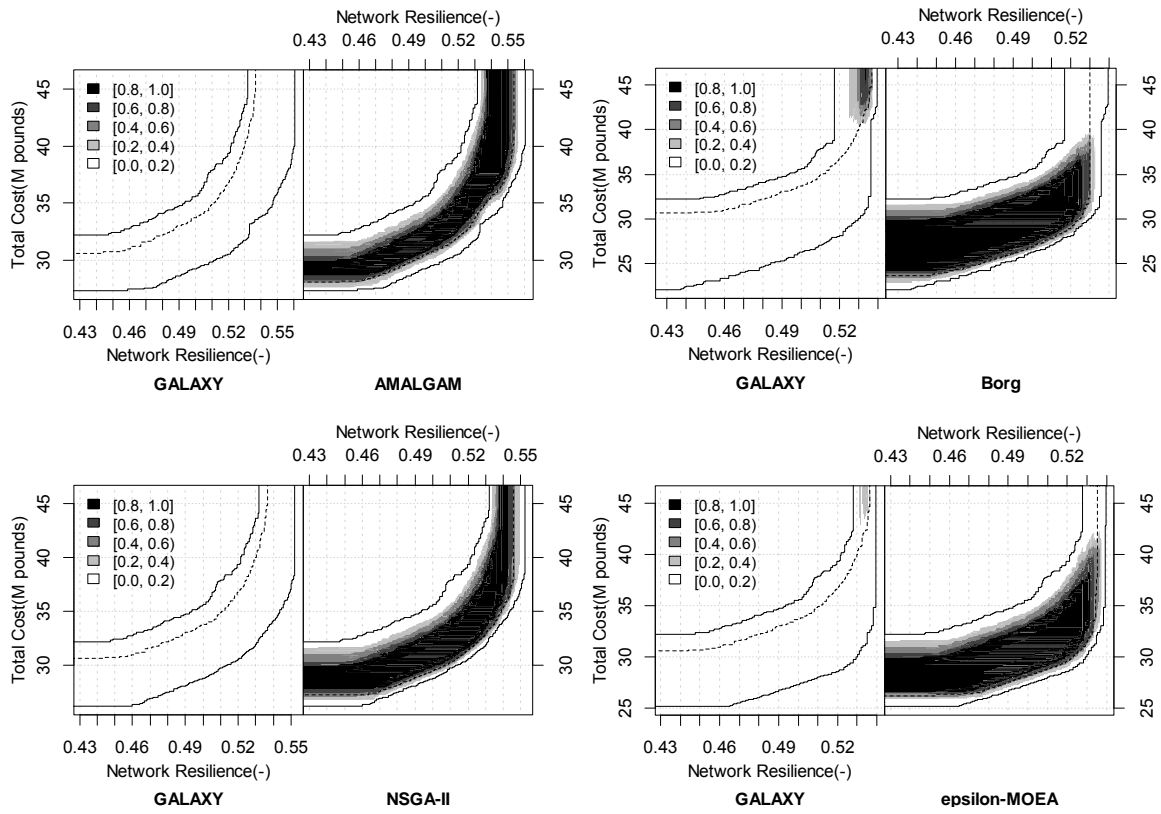 Network Resilience(-)
0.43 0.46 0.49 0.52 0.55
Total Cost(M pounds)
45
40
35
30
[0.8, 1.0]
[0.6, 0.8)
[0.4, 0.6)
[0.2, 0.4)
[0.0, 0.2)
45
40
35
30
0.43 0.46 0.49 0.52 0.55
Network Resilience(-)
GALAXY AMALGAM
Network Resilience(-)
0.43 0.46 0.49 0.52
Total Cost(M pounds)
45
40
35
30
25
[0.8, 1.0]
[0.6, 0.8)
[0.4, 0.6)
[0.2, 0.4)
[0.0, 0.2)
45
40
35
30
25
0.43 0.46 0.49 0.52
Network Resilience(-)
GALAXY Borg
Network Resilience(-)
0.43 0.46 0.49 0.52 0.55
Total Cost(M pounds)
45
40
35
30
[0.8, 1.0]
[0.6, 0.8)
[0.4, 0.6)
[0.2, 0.4)
[0.0, 0.2)
45
40
35
30
0.43 0.46 0.49 0.52 0.55
Network Resilience(-)
GALAXY NSGA-II
Network Resilience(-)
0.43 0.46 0.49 0.52
Total Cost(M pounds)
45
40
35
30
25
[0.8, 1.0]
[0.6, 0.8)
[0.4, 0.6)
[0.2, 0.4)
[0.0, 0.2)
45
40
35
30
25
0.43 0.46 0.49 0.52
Network Resilience(-)
GALAXY epsilon-MOEA